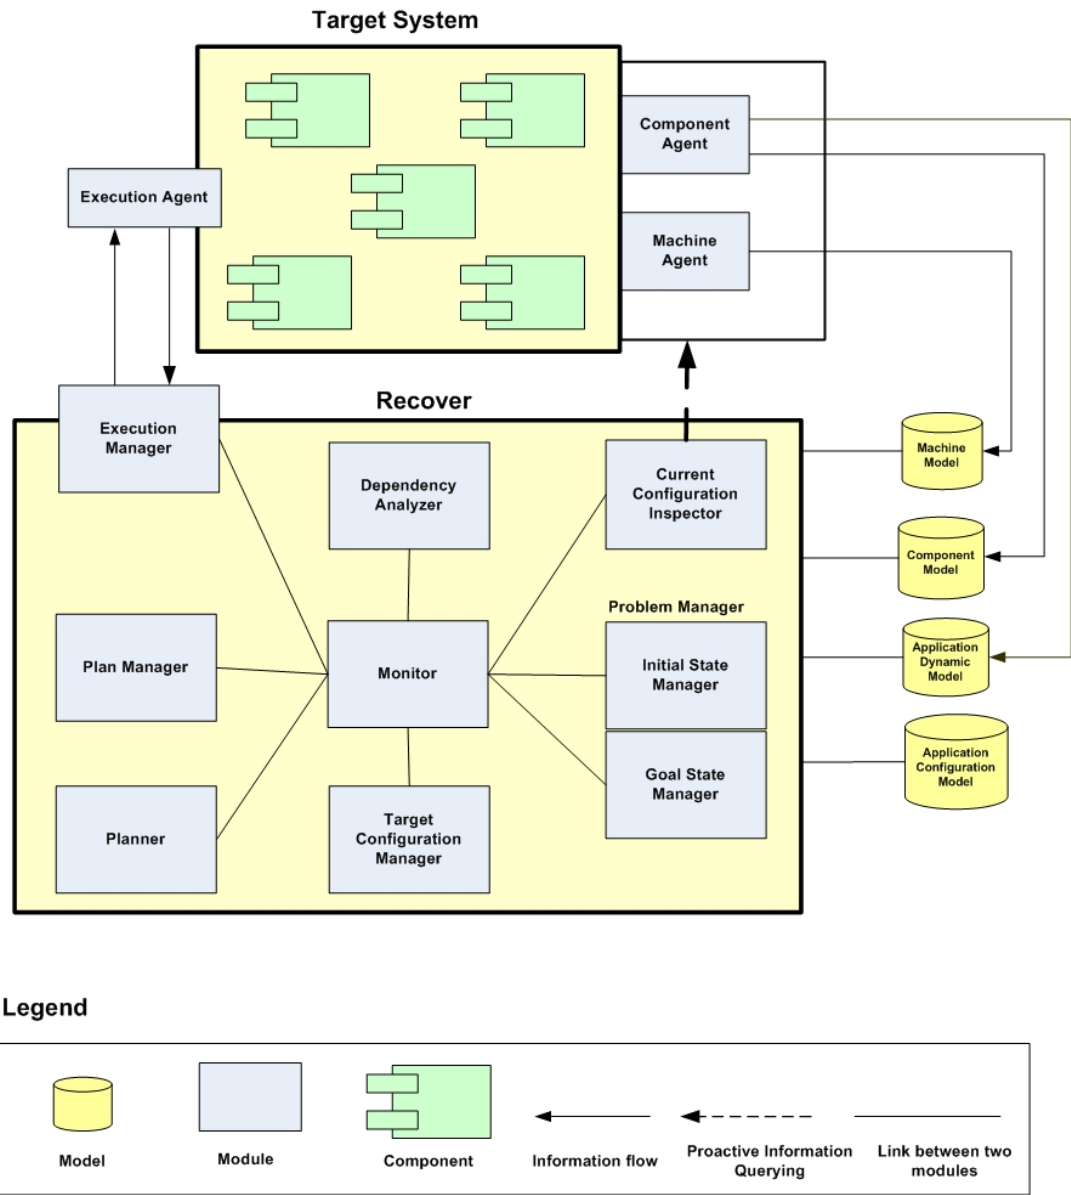 Target System
Component
Agent
Execution Agent
Machine
Agent
Recover
Execution
Manager
Dependency
Analyzer
Current
Configuration
Inspector
Machine
Model
Component
Model
Problem Manager
Plan Manager
Monitor
Initial State
Manager
Application
Dynamic
Model
Goal State
Manager
Application
Configuration
Model
Planner
Target
Configuration
Manager
Legend
Model
Module
Component
Information flow
Proactive Information
Querying
Link between two
modules